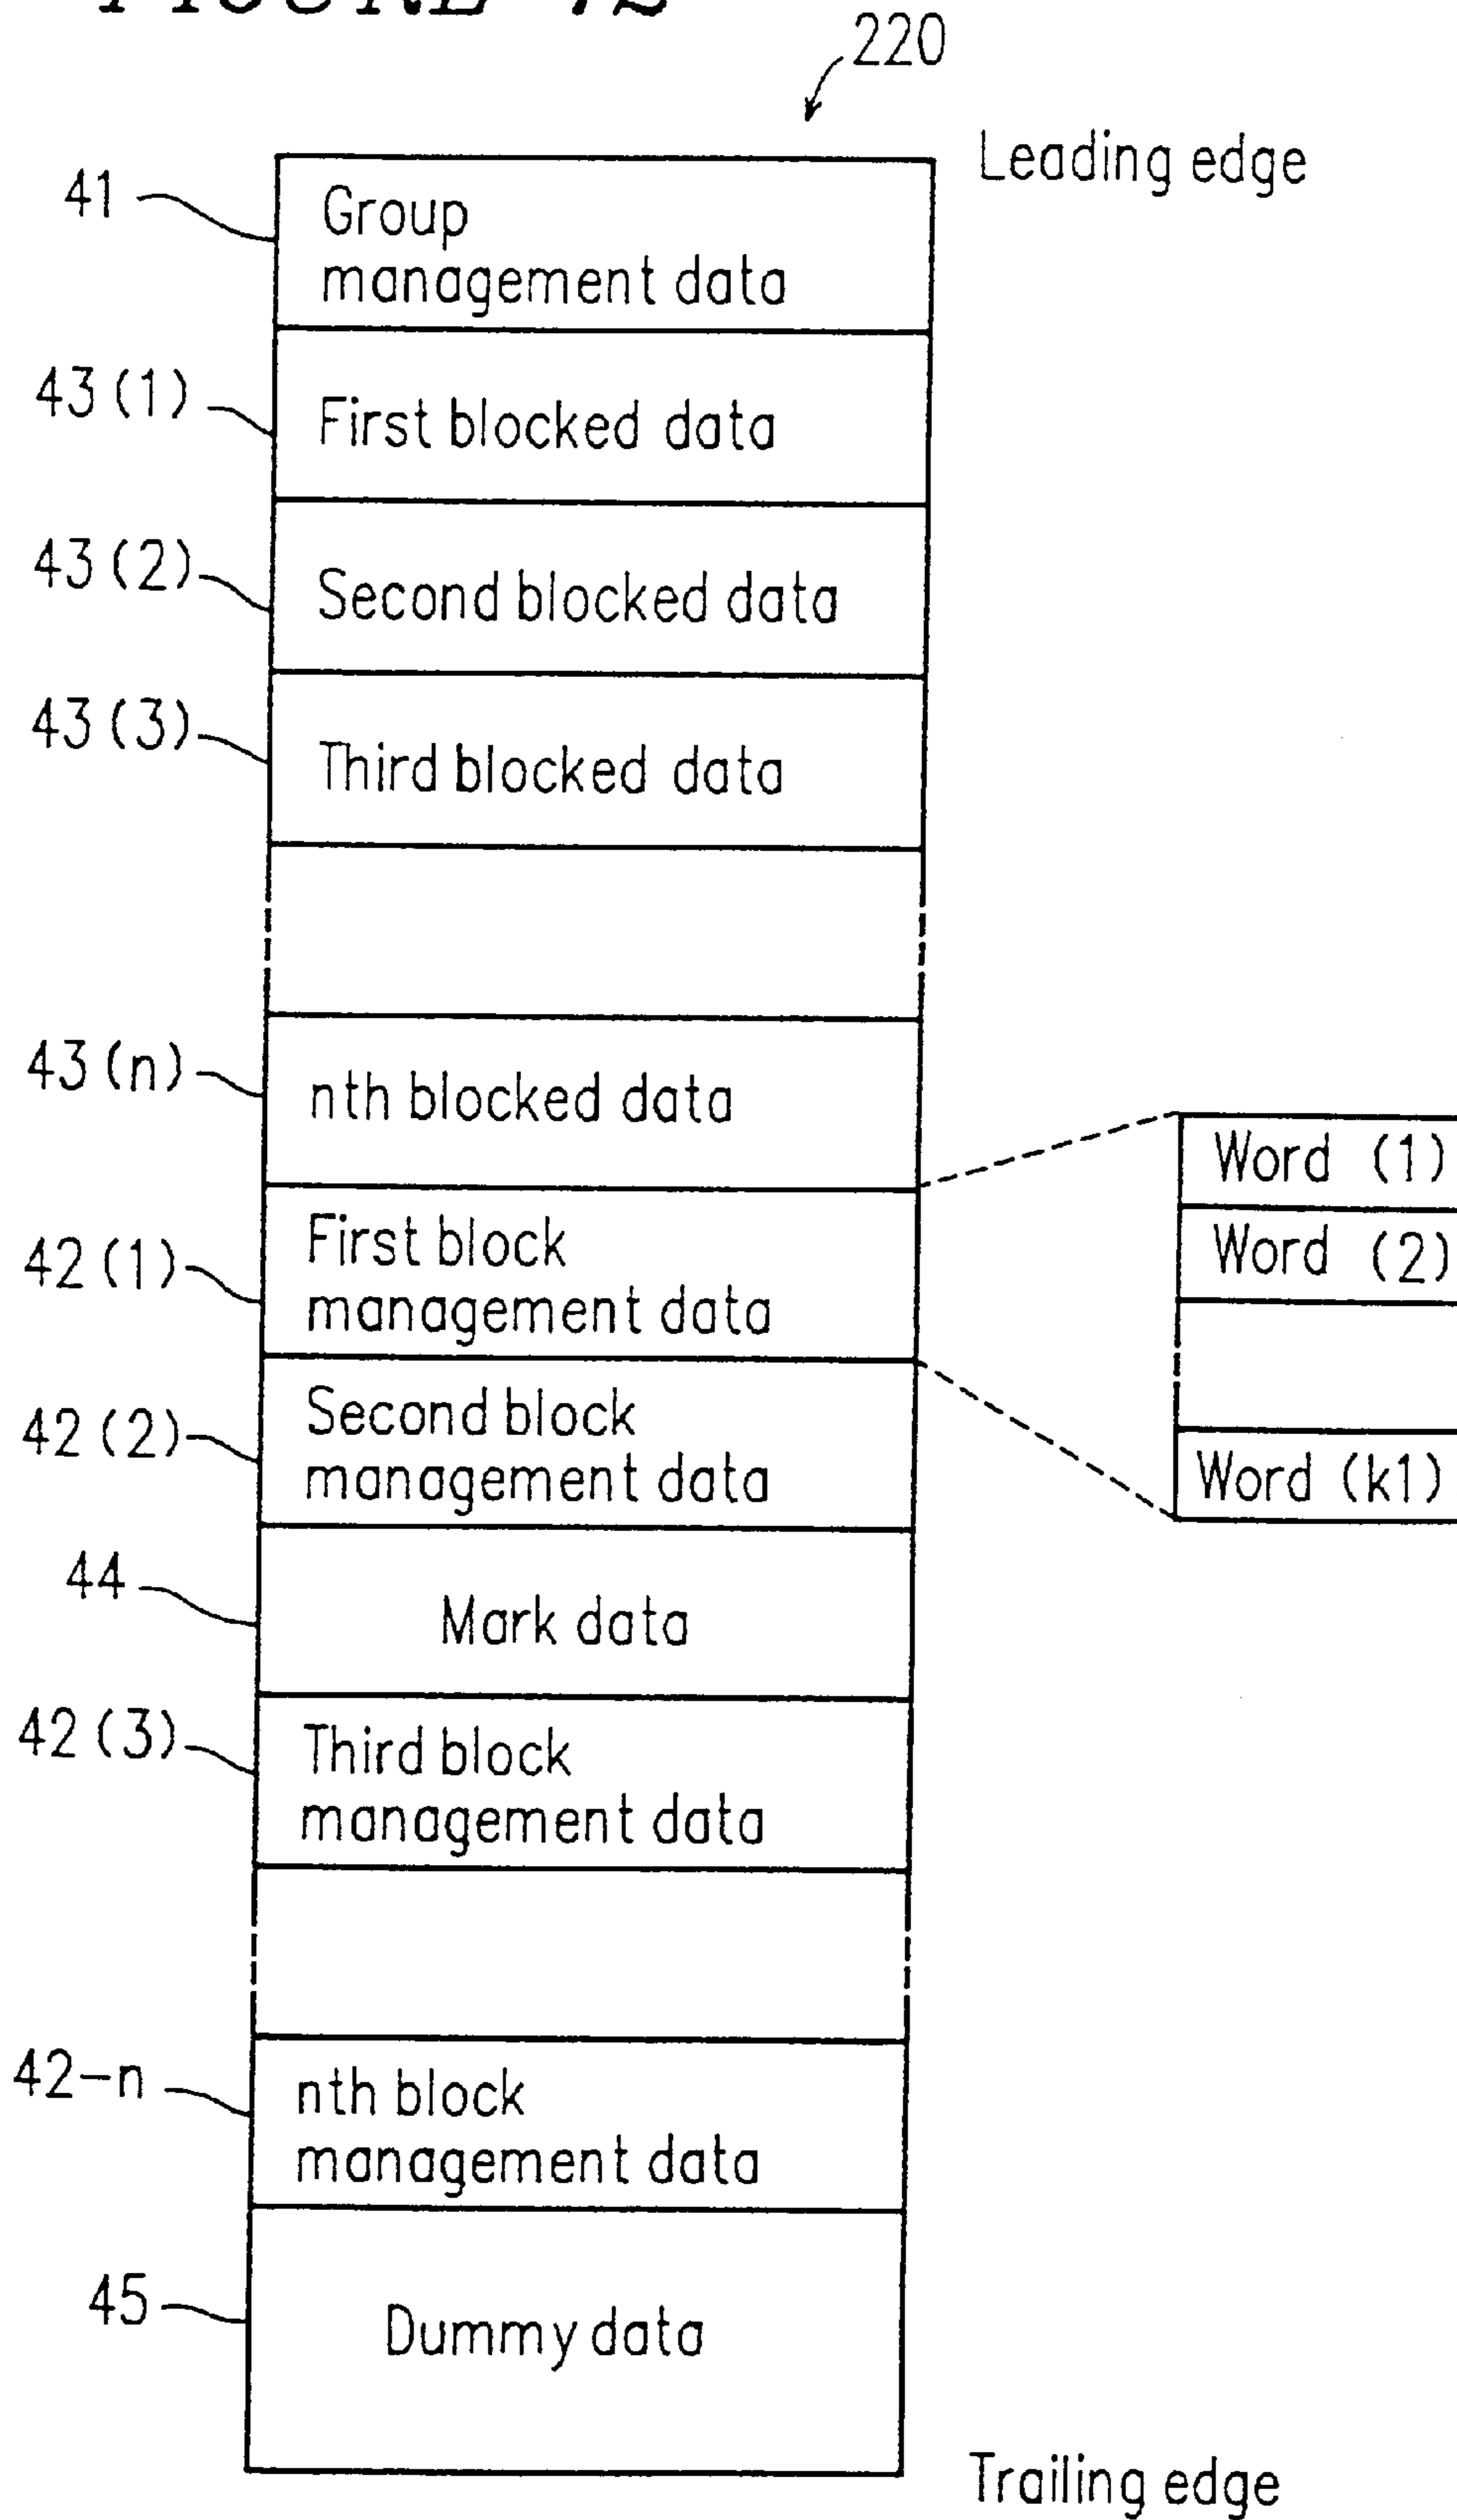 220
Leading edge
41
Group
management data
43(1)
First blocked data
43(2)
Second blocked data
43(3)
Third blocked data
43(n)
nth blocked data
Word (1)
Word (2)
Word (k1)
42(1)
First block
management data
42(2)
Second block
management data
44
Mark data
42(3)
Third block
management data
42-n
nth block
management data
45
Dummy data
Trailing edge